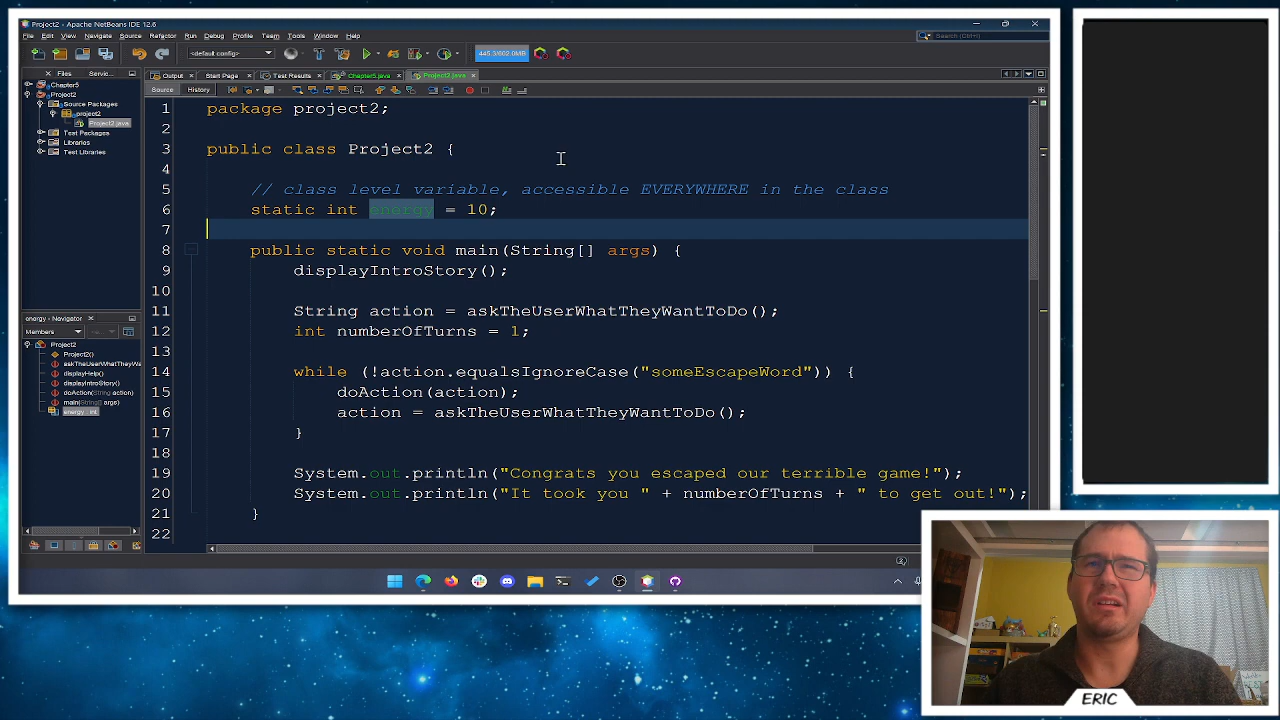 Project2 - Apache NetBeans IDE 12.6
File Edit View Navigate Source Refactor Run Debug Profile Team Tools Window Help
Search (Ctrl+I)
<default config>
445.3/602.0MB
Files Servic...
Output Start Page Test Results Chapter5.java Project2.java
Source History
Chapter5
Project2
Source Packages
project2
Project2.java
Test Packages
Libraries
Test Libraries
1 package project2;
2
3 public class Project2 {
4
5 // class level variable, accessible EVERYWHERE in the class
6 static int energy = 10;
7
8 public static void main(String[] args) {
9 displayIntroStory();
10
11 String action = askTheUserWhatTheyWantToDo();
12 int numberOfTurns = 1;
13
14 while (!action.equalsIgnoreCase("someEscapeWord")) {
15 doAction(action);
16 action = askTheUserWhatTheyWantToDo();
17 }
18
19 System.out.println("Congrats you escaped our terrible game!");
20 System.out.println("It took you " + numberOfTurns + " to get out!");
21 }
22
energy - Navigator
Members
Project2
Project2()
askTheUserWhatTheyWa
displayHelp()
displayIntroStory()
doAction(String action)
main(String[] args)
energy : int
ERIC